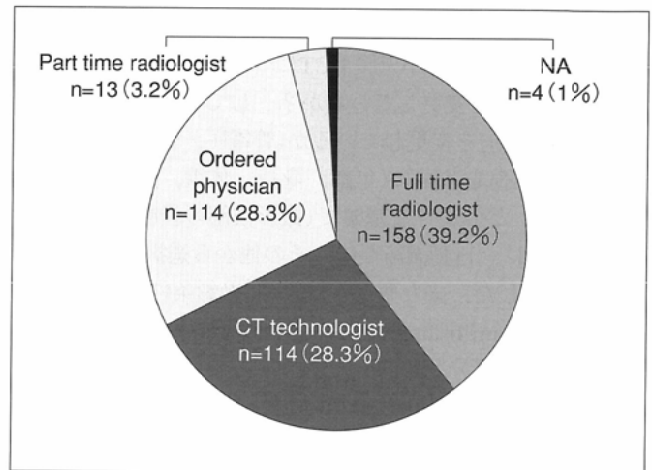 Part time radiologist
n=13(3.2%)
NA
n=4(1%)
Ordered
physician
n=114(28.3%)
Full time
radiologist
n=158(39.2%)
CT technologist
n=114(28.3%)